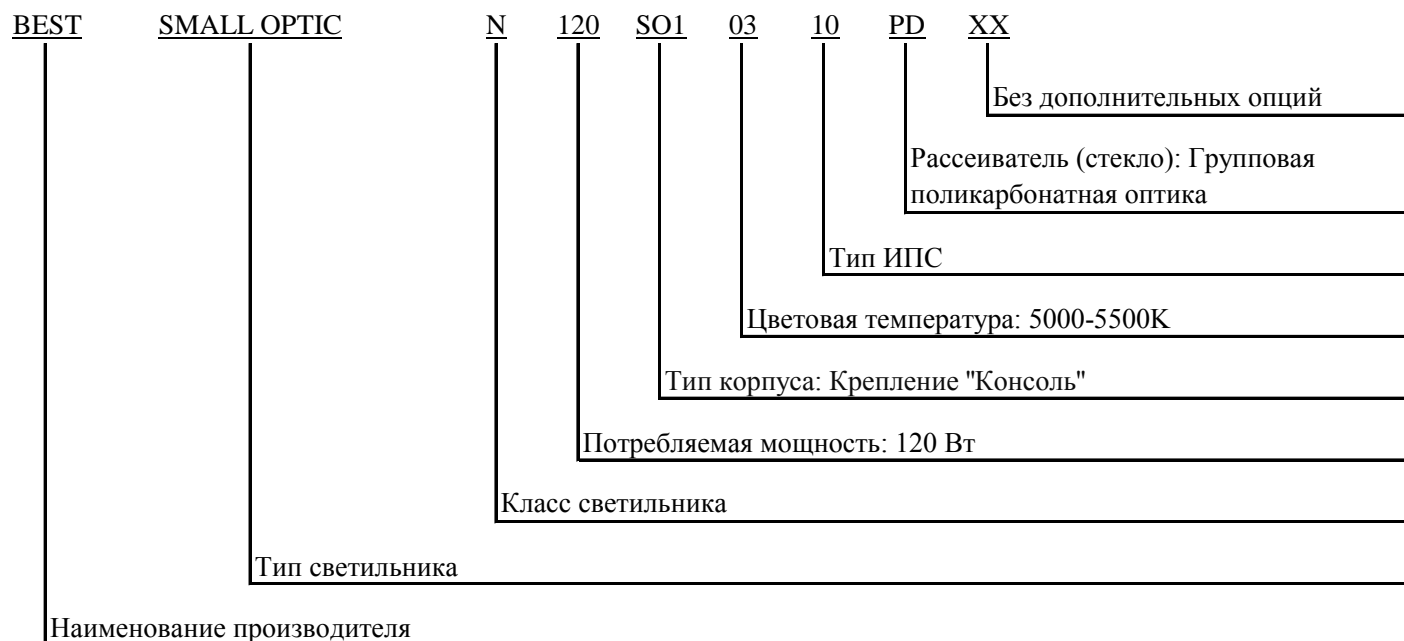 BEST SMALL OPTIC N 120 SO1 03 10 PD XX
Без дополнительных опций
Рассеиватель (стекло): Групповая
поликарбонатная оптика
Тип ИПС
Цветовая температура: 5000-5500K
Тип корпуса: Крепление "Консоль"
Потребляемая мощность: 120 Вт
Класс светильника
Тип светильника
Наименование производителя